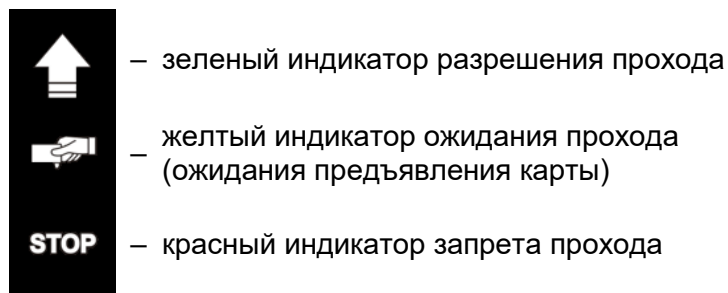 – зеленый индикатор разрешения прохода
– желтый индикатор ожидания прохода
(ожидания предъявления карты)
STOP – красный индикатор запрета прохода